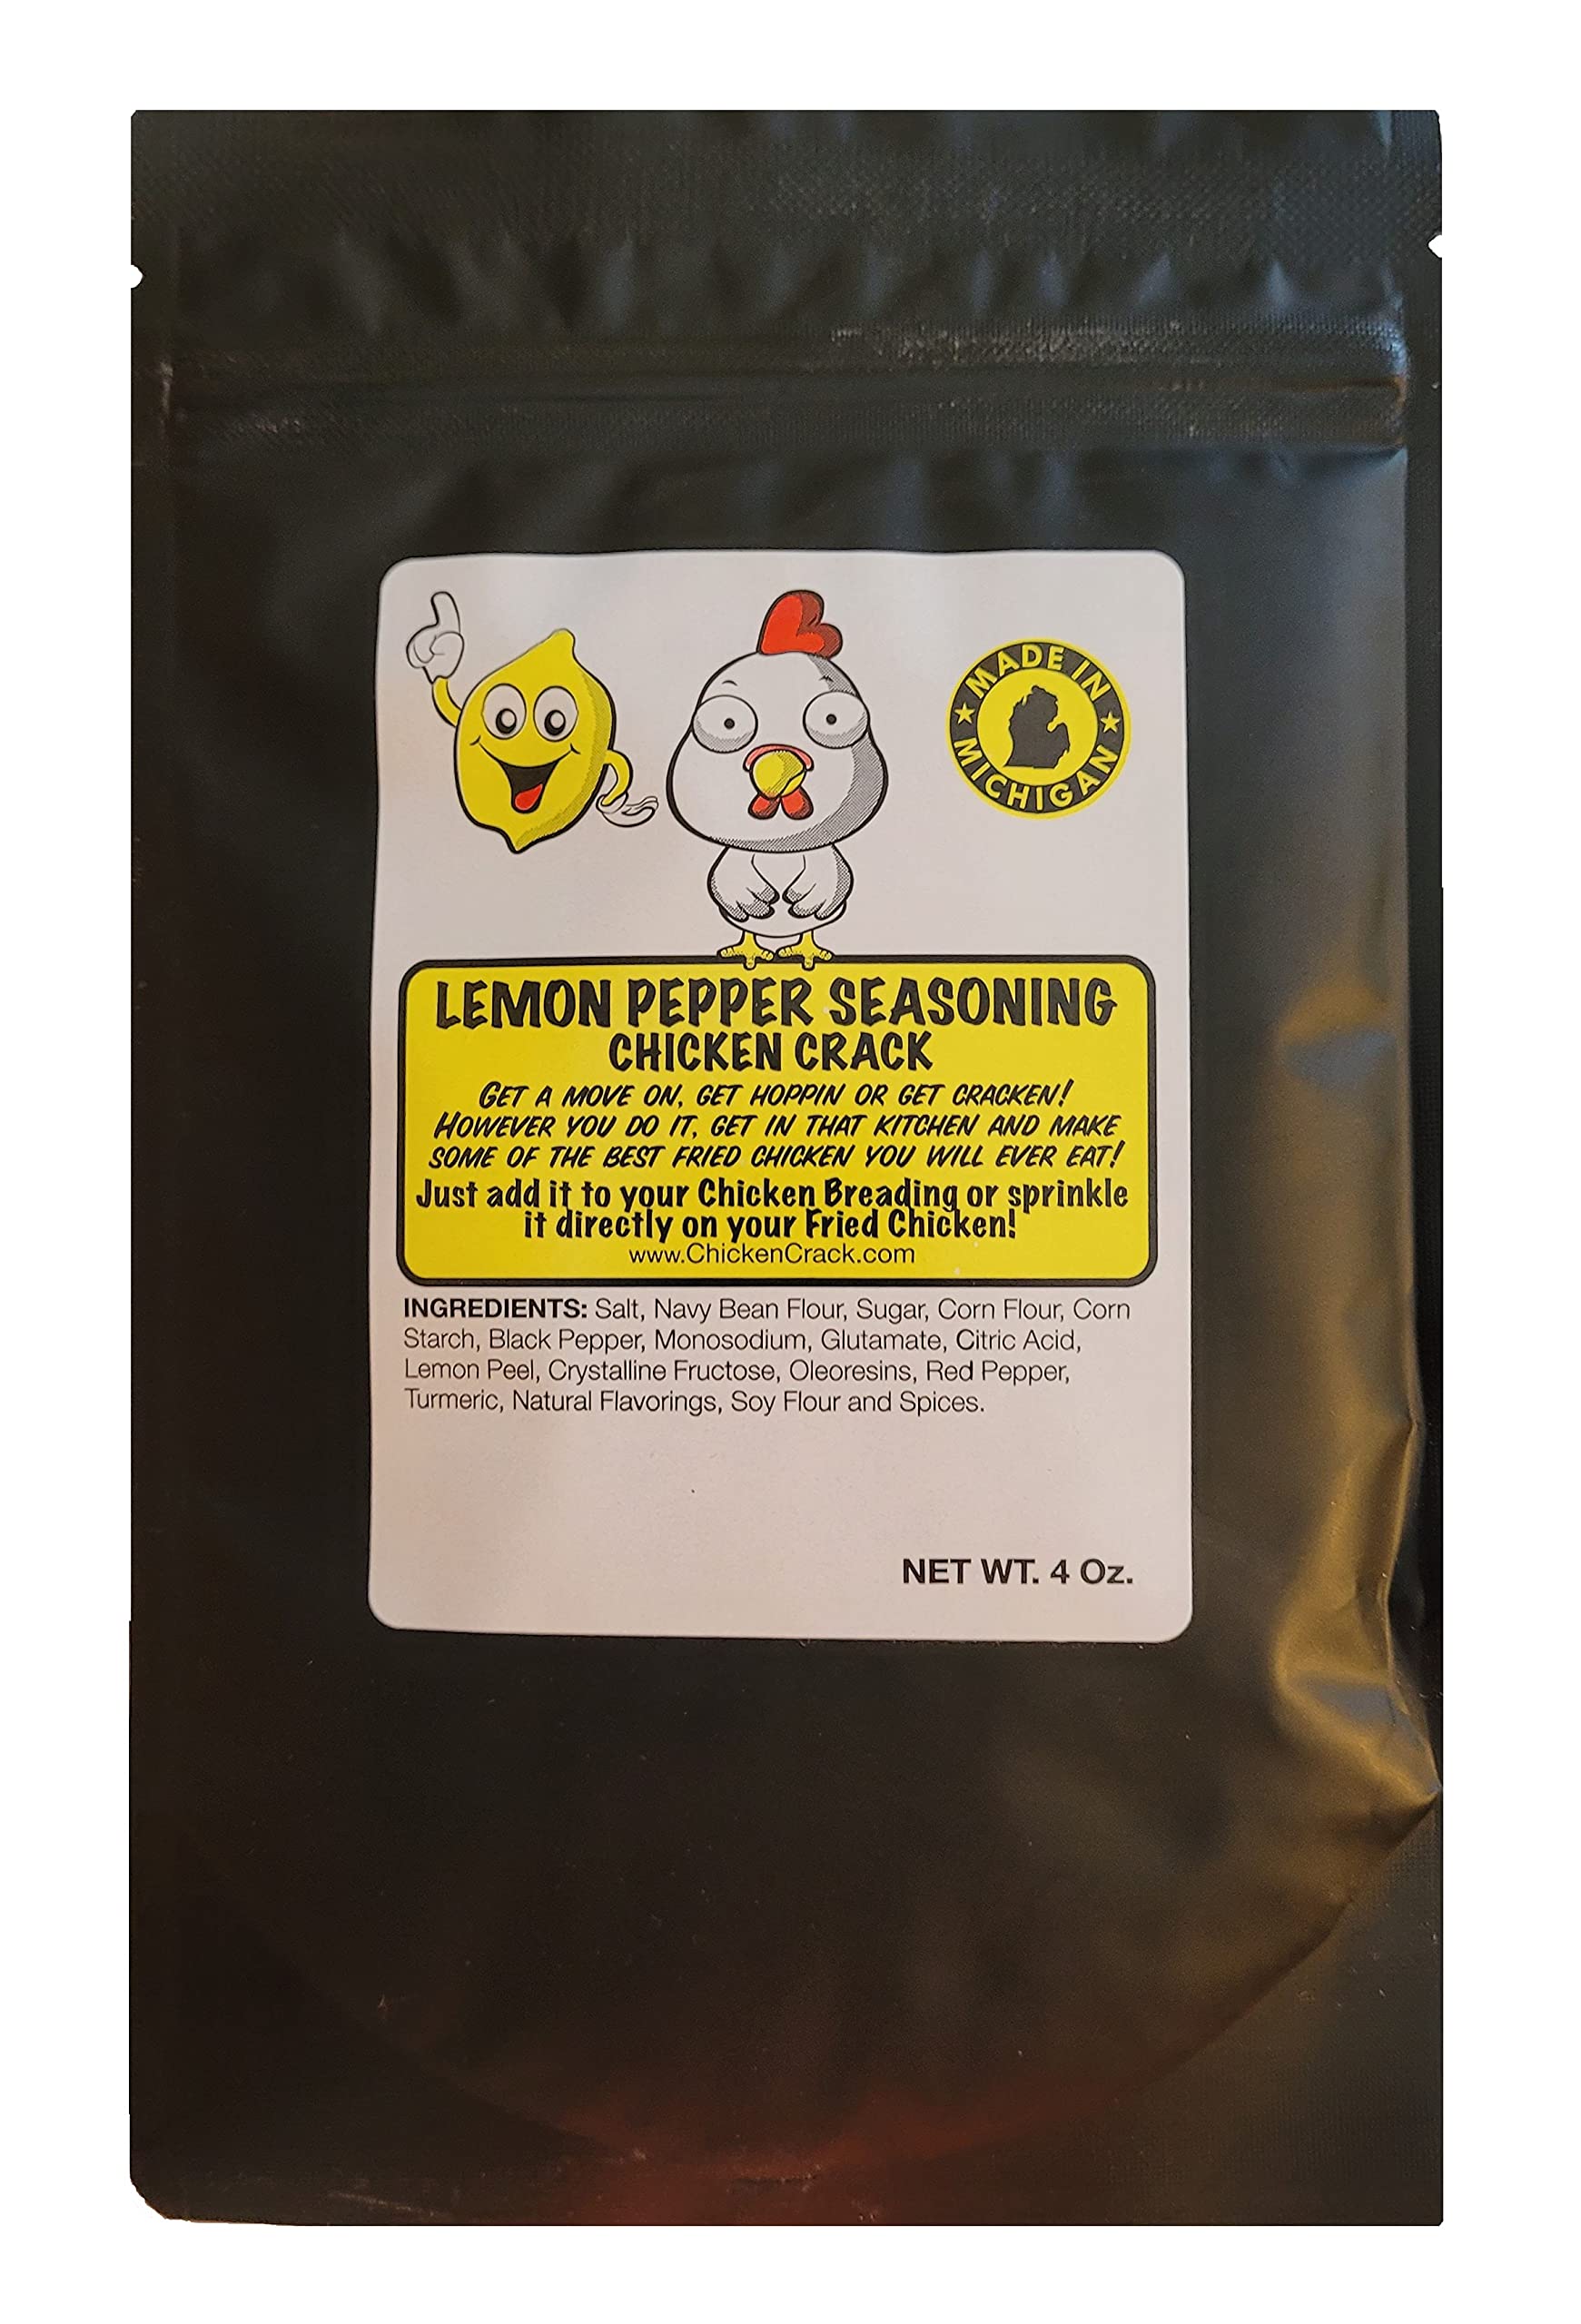 MADE IN
MICHIGAN
LEMON PEPPER SEASONING
CHICKEN CRACK
GET A MOVE ON, GET HOPPIN OR GET CRACKEN!
HOWEVER YOU DO IT, GET IN THAT KITCHEN AND MAKE
SOME OF THE BEST FRIED CHICKEN YOU WILL EVER EAT!
Just add it to your Chicken Breading or sprinkle
it directly on your Fried Chicken!
www.ChickenCrack.com
INGREDIENTS: Salt, Navy Bean Flour, Sugar, Corn Flour, Corn
Starch, Black Pepper, Monosodium, Glutamate, Citric Acid,
Lemon Peel, Crystalline Fructose, Oleoresins, Red Pepper,
Turmeric, Natural Flavorings, Soy Flour and Spices.
NET WT. 4 Oz.